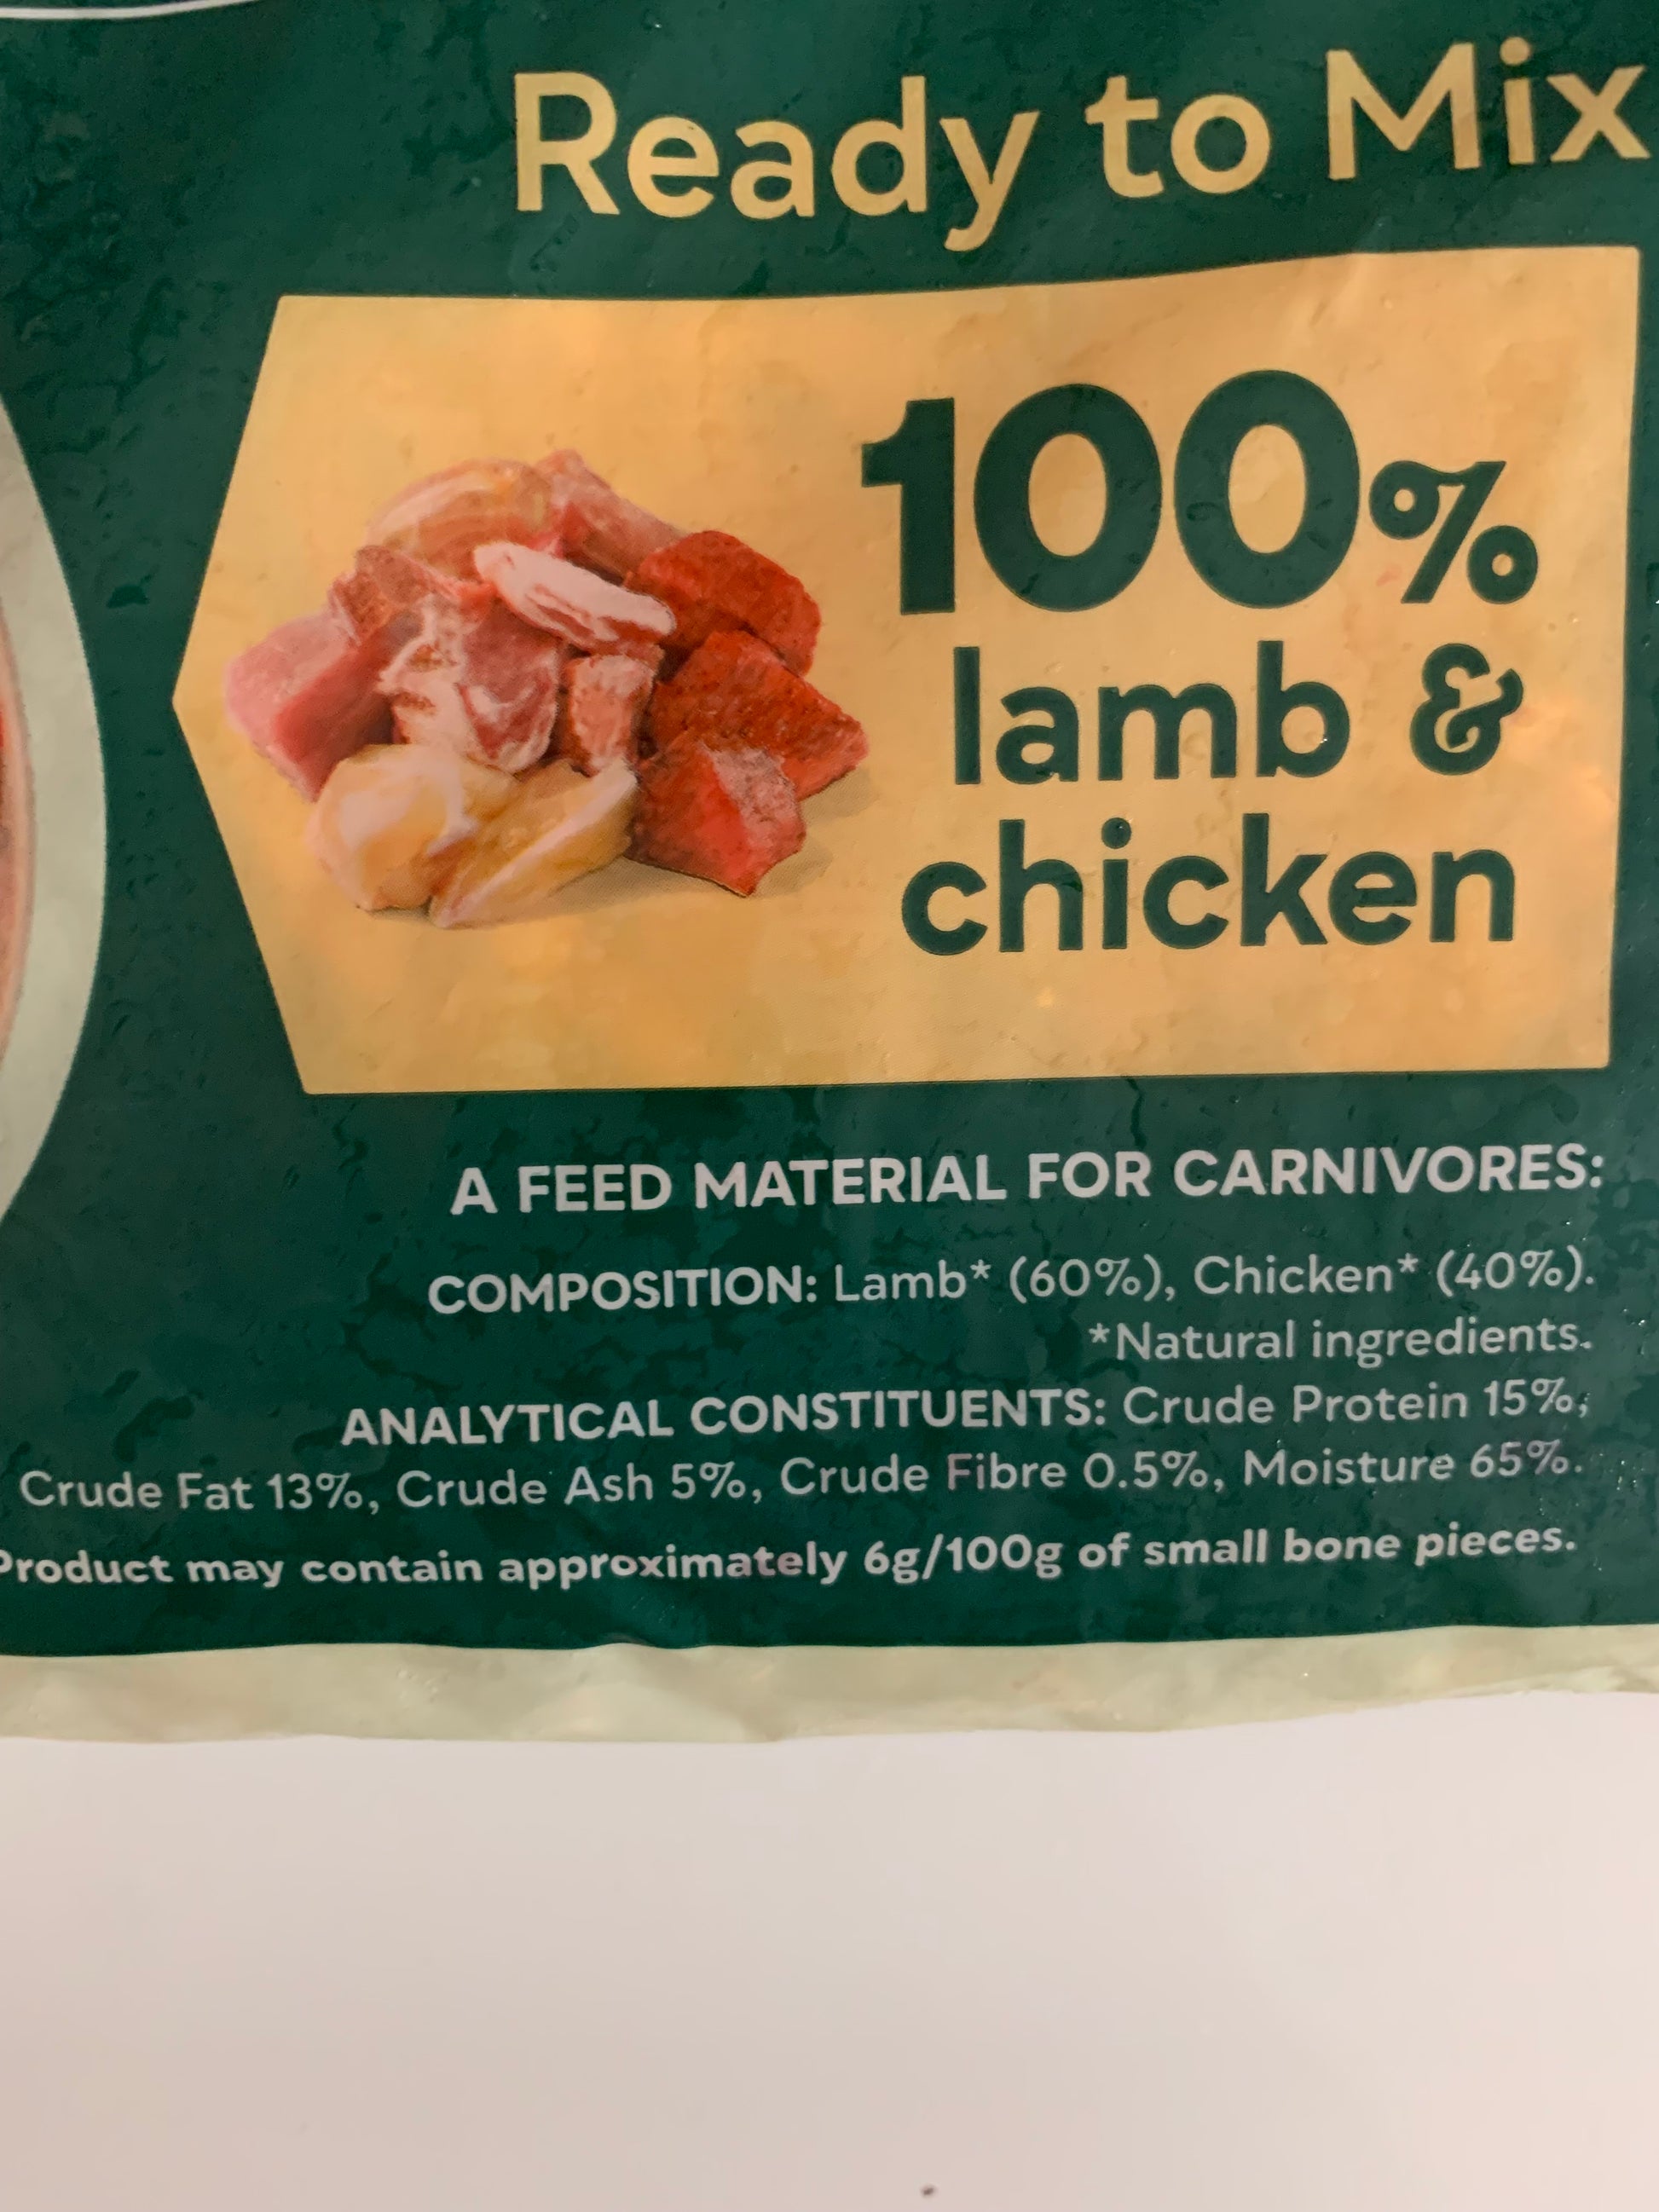 Ready to Mix
100%
lamb &
chicken
A FEED MATERIAL FOR CARNIVORES:
COMPOSITION: Lamb* (60%), Chicken* (40%).
*Natural ingredients.
ANALYTICAL CONSTITUENTS: Crude Protein 15%,
Crude Fat 13%, Crude Ash 5%, Crude Fibre 0.5%, Moisture 65%.
Product may contain approximately 6g/100g of small bone pieces.